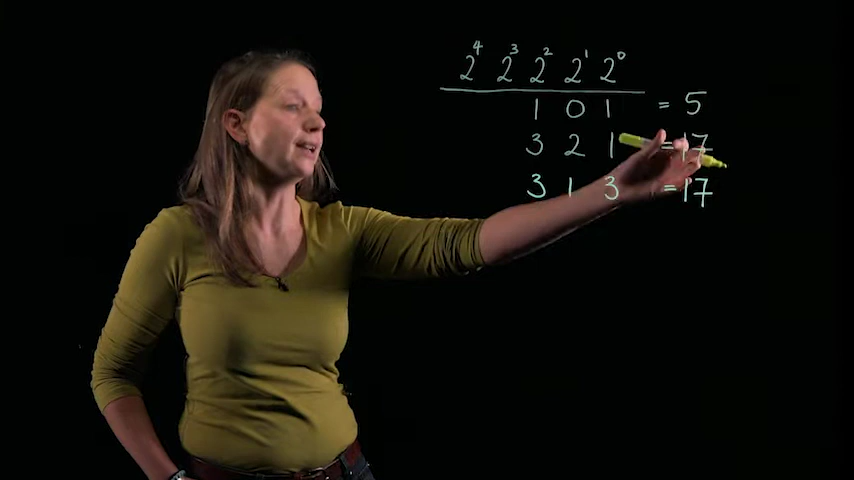 2⁴ 2³ 2² 2¹ 2⁰
1 0 1 = 5
3 2 1 = 17
3 1 3 = 17